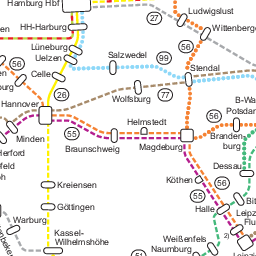 Hamburg Hbf
Ludwigslust
27
HH-Harburg
Wittenberge
56
Lüneburg
Salzwedel
99
Uelzen
56
Stendal
Celle
26
77
Wolfsburg
Hannover
56
Potsdam
Helmstedt
55
Minden
Branden-
burg
Braunschweig
Magdeburg
Herford
Dessau
Köthen
56
Kreiensen
55
Göttingen
Halle
Warburg
Kassel-
Wilhelmshöhe
Weißenfels
Naumburg
2)